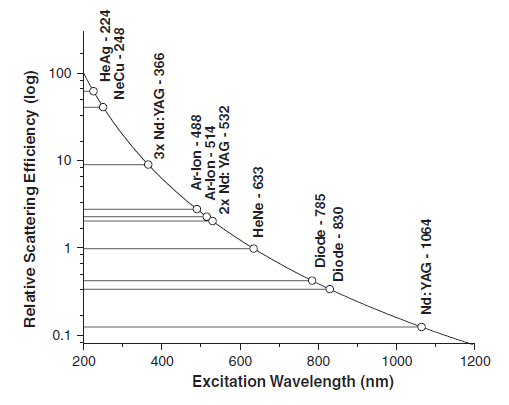 Relative Scattering Efficiency (log)
100
10
1
0.1
HeAg - 224
NeCu - 248
3x Nd:YAG - 366
Ar-Ion - 488
Ar-Ion - 514
2x Nd: YAG - 532
HeNe - 633
Diode - 785
Diode - 830
Nd: YAG - 1064
200
400
600
800
1000
1200
Excitation Wavelength (nm)